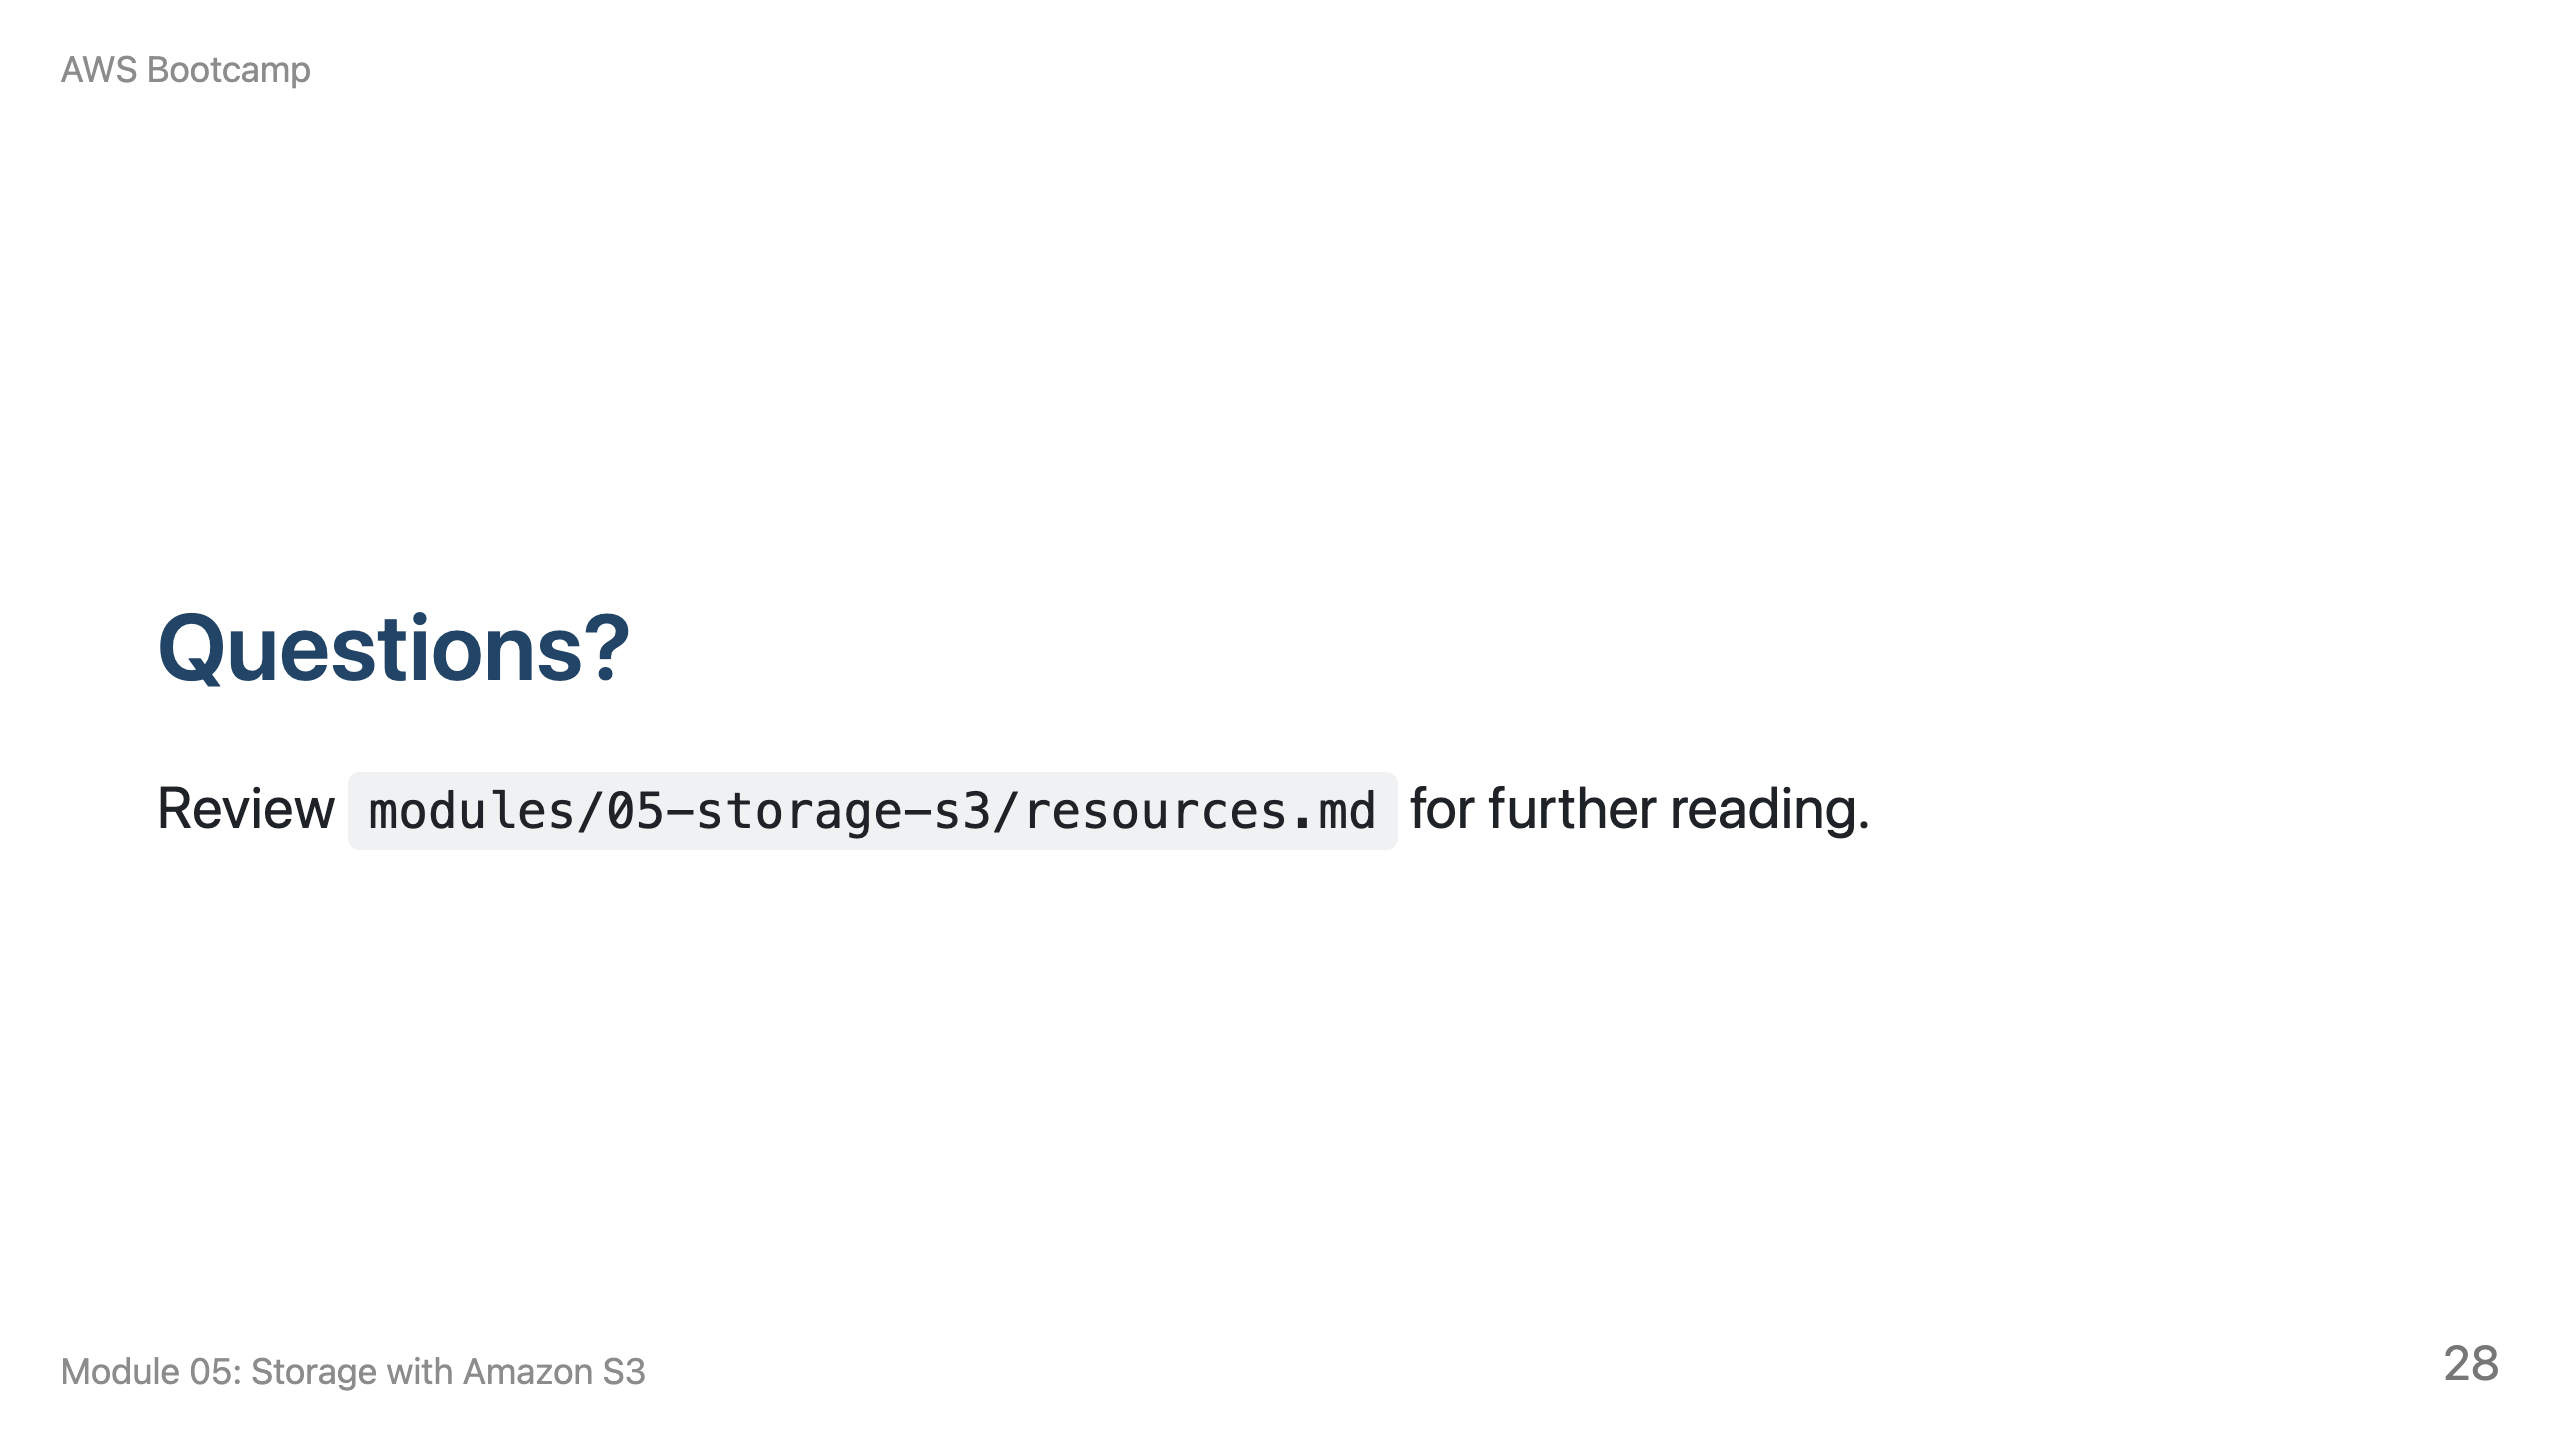 AWS Bootcamp
Questions?
Review modules/05-storage-s3/resources.md for further reading.
Module 05: Storage with Amazon S3
28